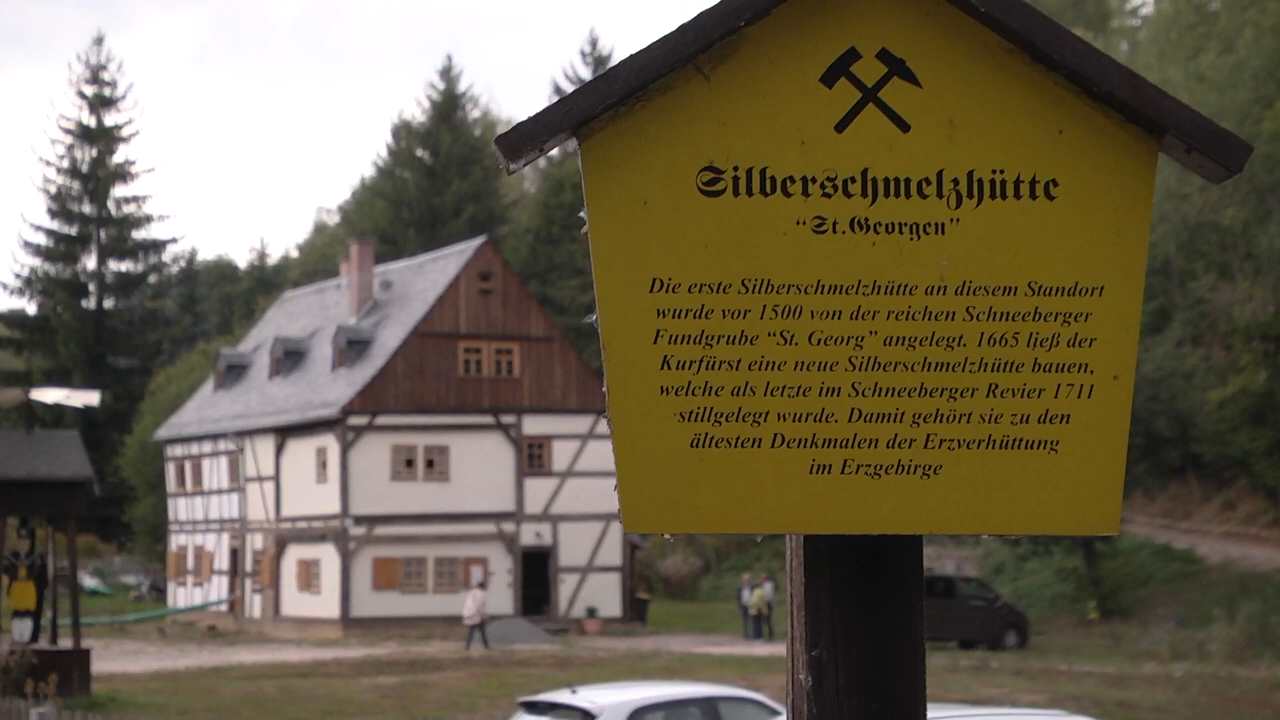 Silberschmelzhütte
“St. Georgen”
Die erste Silberschmelzhütte an diesem Standort
wurde vor 1500 von der reichen Schneeberger
Fundgrube “St. Georg” angelegt. 1665 ließ der
Kurfürst eine neue Silberschmelzhütte bauen,
welche als letzte im Schneeberger Revier 1711
stillgelegt wurde. Damit gehört sie zu den
ältesten Denkmalen der Erzverhüttung
im Erzgebirge